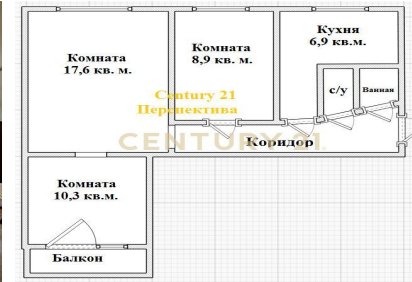 Комната
17,6 кв. м.
Комната
8,9 кв. м.
Кухня
6,9 кв.м.
с/у
Ванная
Century 21
Перспектива
CENTURY 21.
Коридор
Комната
10,3 кв.м.
Балкон